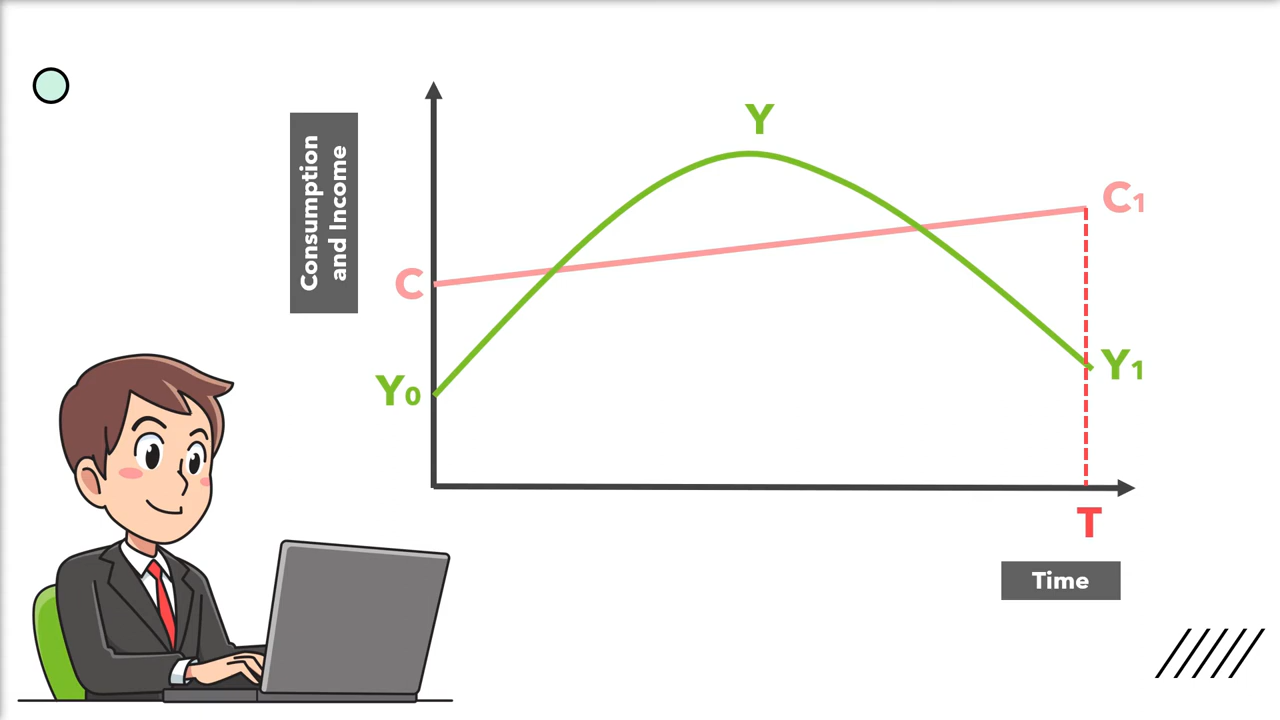 Consumption
and Income
Y
C₁
C
Y₀
Y₁
T
Time